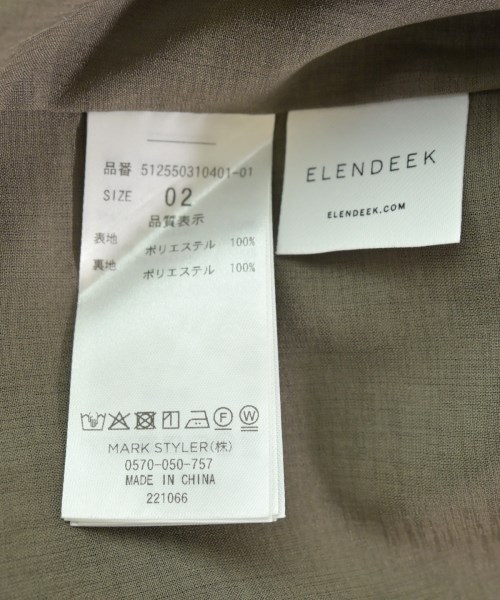 品番 512550310401-01
SIZE 02
品質表示
表地 ポリエステル 100%
裏地 ポリエステル 100%
MARK STYLER(株)
0570-050-757
MADE IN CHINA
221066
ELENDEEK
ELENDEEK.COM